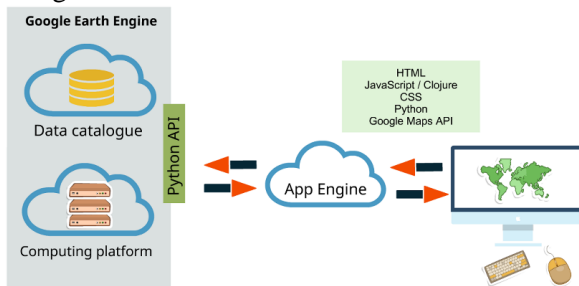 Google Earth Engine
Data catalogue
Computing platform
Python API
App Engine
HTML
JavaScript / Clojure
CSS
Python
Google Maps API